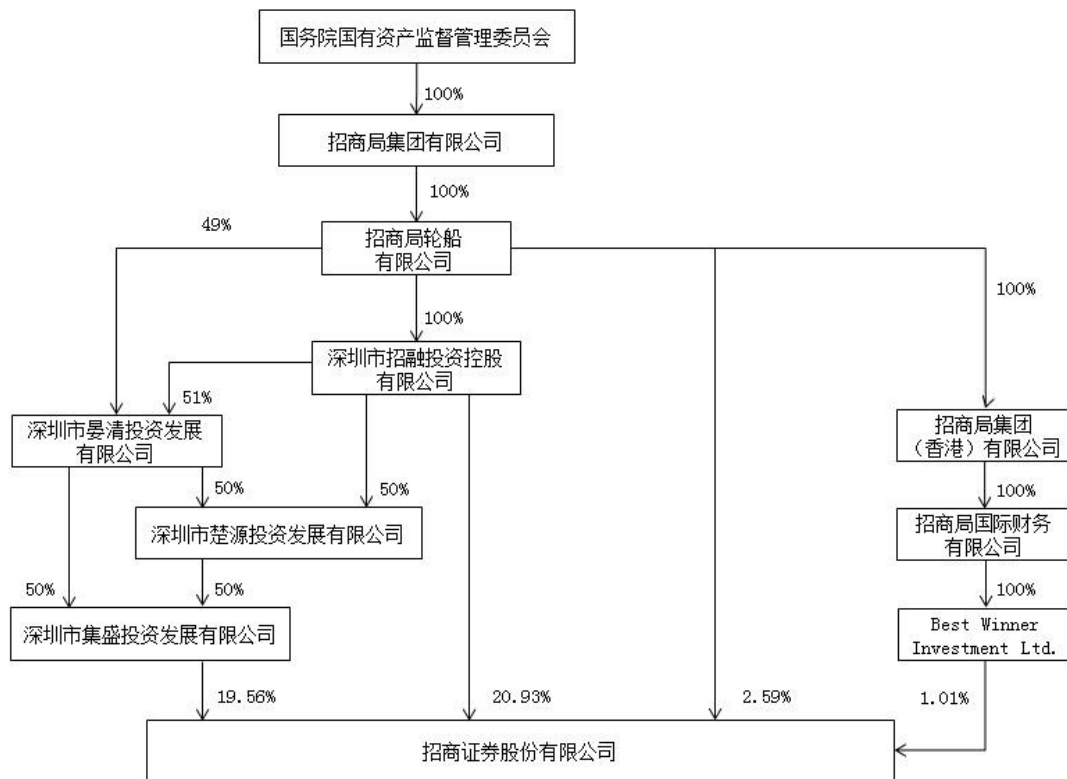 国务院国有资产监督管理委员会
100%
招商局集团有限公司
100%
49%
招商局轮船
有限公司
100%
100%
深圳市招融投资控股
有限公司
51%
深圳市晏清投资发展
有限公司
招商局集团
（香港）有限公司
50%
50%
100%
深圳市楚源投资发展有限公司
招商局国际财务
有限公司
50%
50%
100%
深圳市集盛投资发展有限公司
Best Winner
Investment Ltd.
19.56%
20.93%
2.59%
1.01%
招商证券股份有限公司